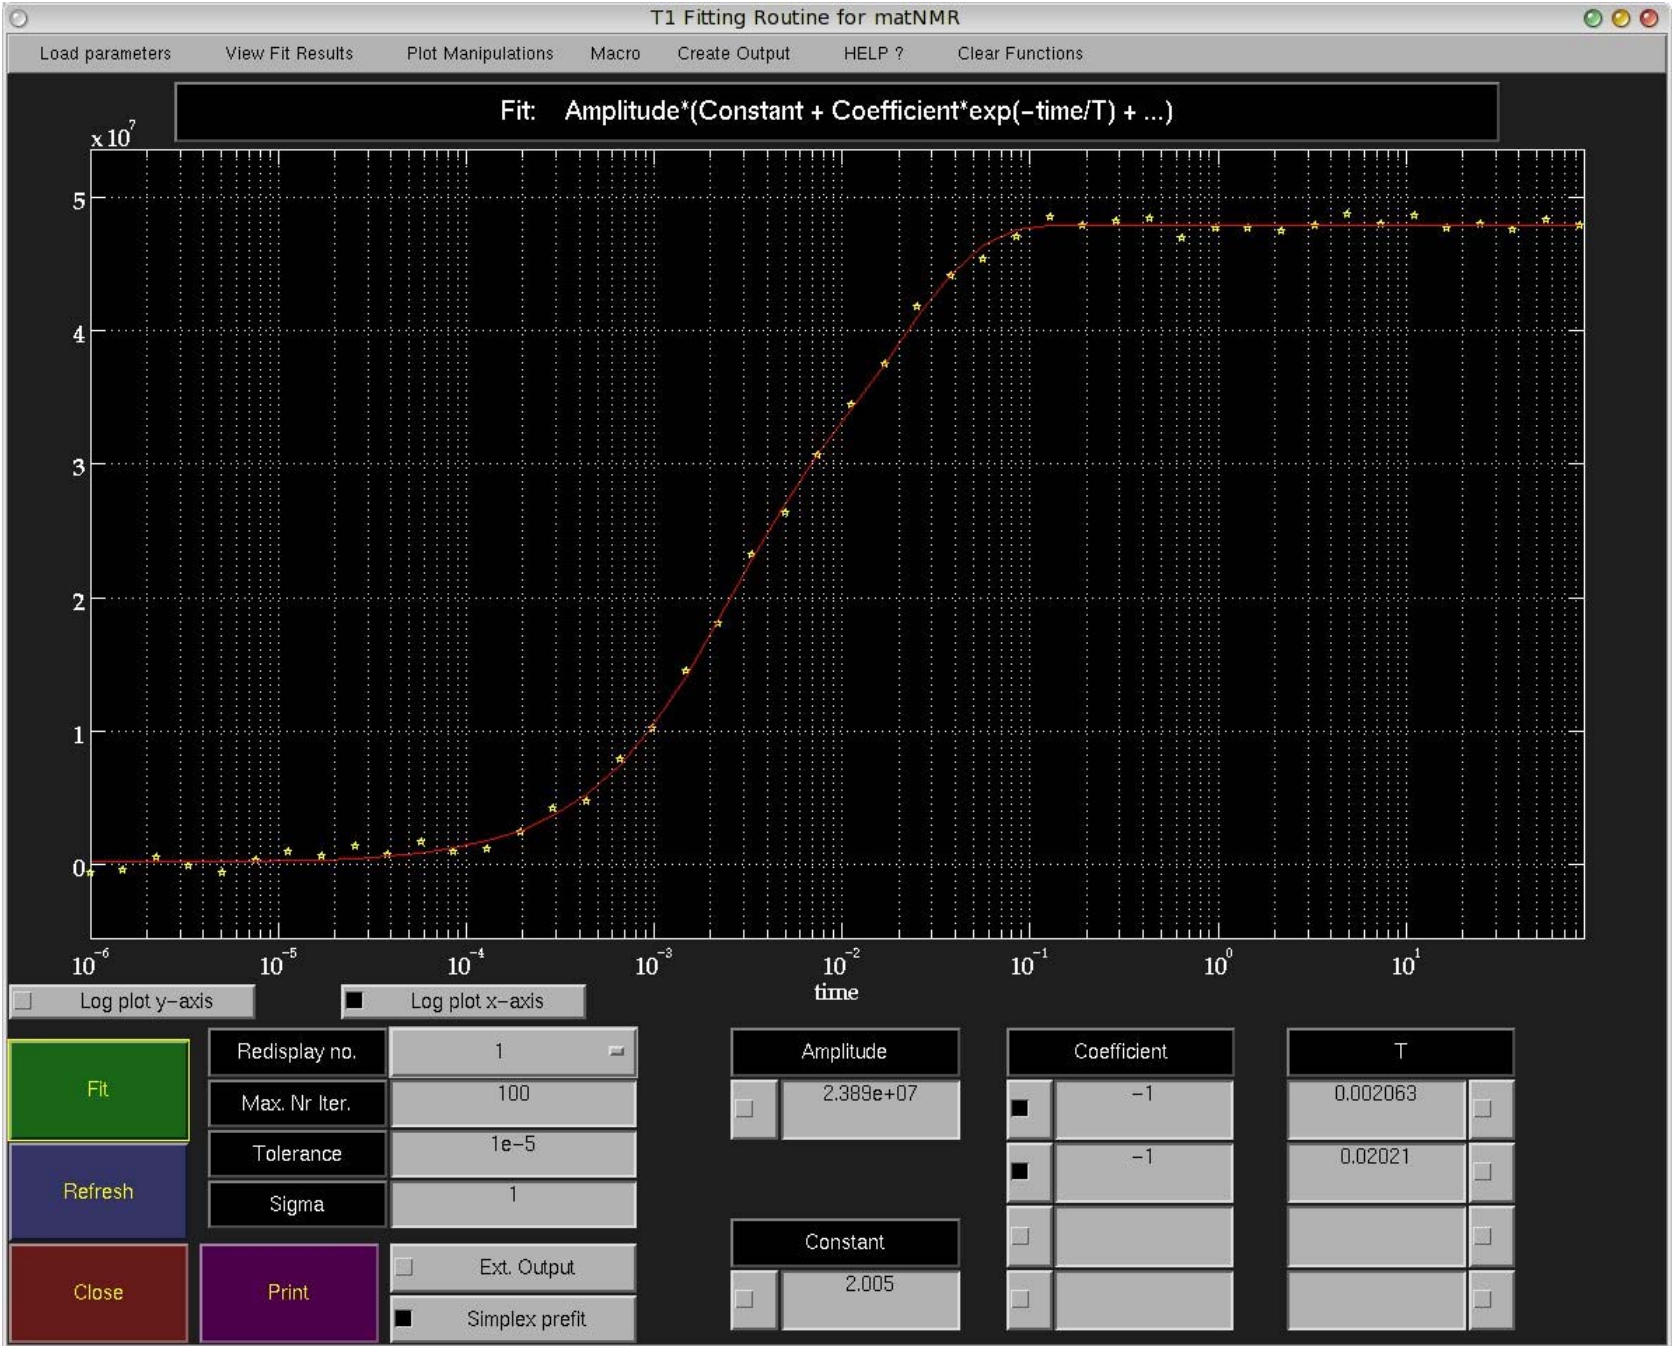 T1 Fitting Routine for matNMR
Load parameters View Fit Results Plot Manipulations Macro Create Output HELP ? Clear Functions
Fit: Amplitude*(Constant + Coefficient*exp(-time/T) + ...)
x 10^7
5
4
3
2
1
0
10^-6 10^-5 10^-4 10^-3 10^-2 10^-1 10^0 10^1
time
Log plot y-axis Log plot x-axis
Redisplay no. 1 Amplitude Coefficient T
Fit Max. Nr Iter. 100 2.389e+07 -1 0.002063
Tolerance 1e-5 -1 0.02021
Refresh Sigma 1
Constant
Close Print Ext. Output 2.005
Simplex prefit